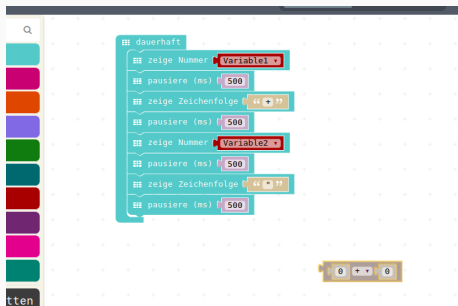 dauerhaft
zeige Nummer Variable1
pausiere (ms) 500
zeige Zeichenfolge “ + ”
pausiere (ms) 500
zeige Nummer Variable2
pausiere (ms) 500
zeige Zeichenfolge “ " ”
pausiere (ms) 500
0 + 0
tten